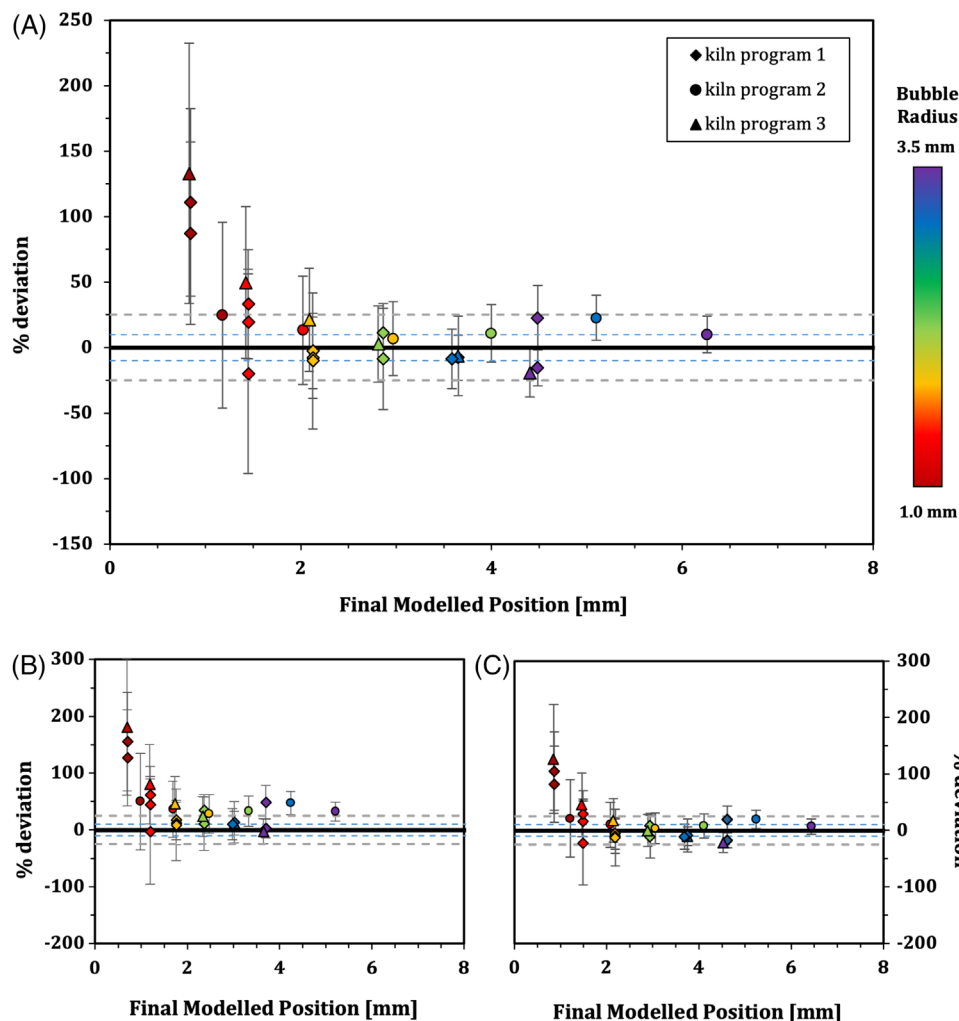 (A)
250
200
150
100
50
0
-50
-100
-150
% deviation
0 2 4 6 8
Final Modelled Position [mm]
kiln program 1
kiln program 2
kiln program 3
Bubble
Radius
3.5 mm
1.0 mm
(B)
300
200
100
0
-100
-200
% deviation
0 2 4 6 8
Final Modelled Position [mm]
(C)
300
200
100
0
-100
-200
0 2 4 6 8
Final Modelled Position [mm]